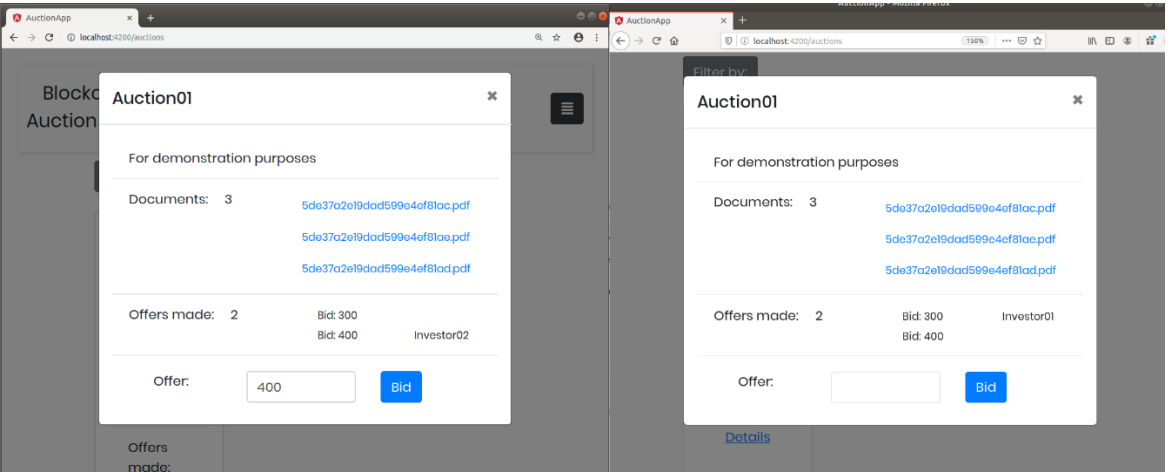 AuctionApp
localhost:4200/auctions
Blockc
Auction
Auction01
For demonstration purposes
Documents: 3
5de37a2e19dad599e4ef81ac.pdf
5de37a2e19dad599e4ef81ae.pdf
5de37a2e19dad599e4ef81ad.pdf
Offers made: 2
Bid: 300
Bid: 400 Investor02
Offer: 400 Bid
Offers
made:
AuctionApp - Mozilla Firefox
AuctionApp
localhost:4200/auctions 150%
Filter by:
Auction01
For demonstration purposes
Documents: 3
5de37a2e19dad599e4ef81ac.pdf
5de37a2e19dad599e4ef81ae.pdf
5de37a2e19dad599e4ef81ad.pdf
Offers made: 2
Bid: 300 Investor01
Bid: 400
Offer: Bid
Details